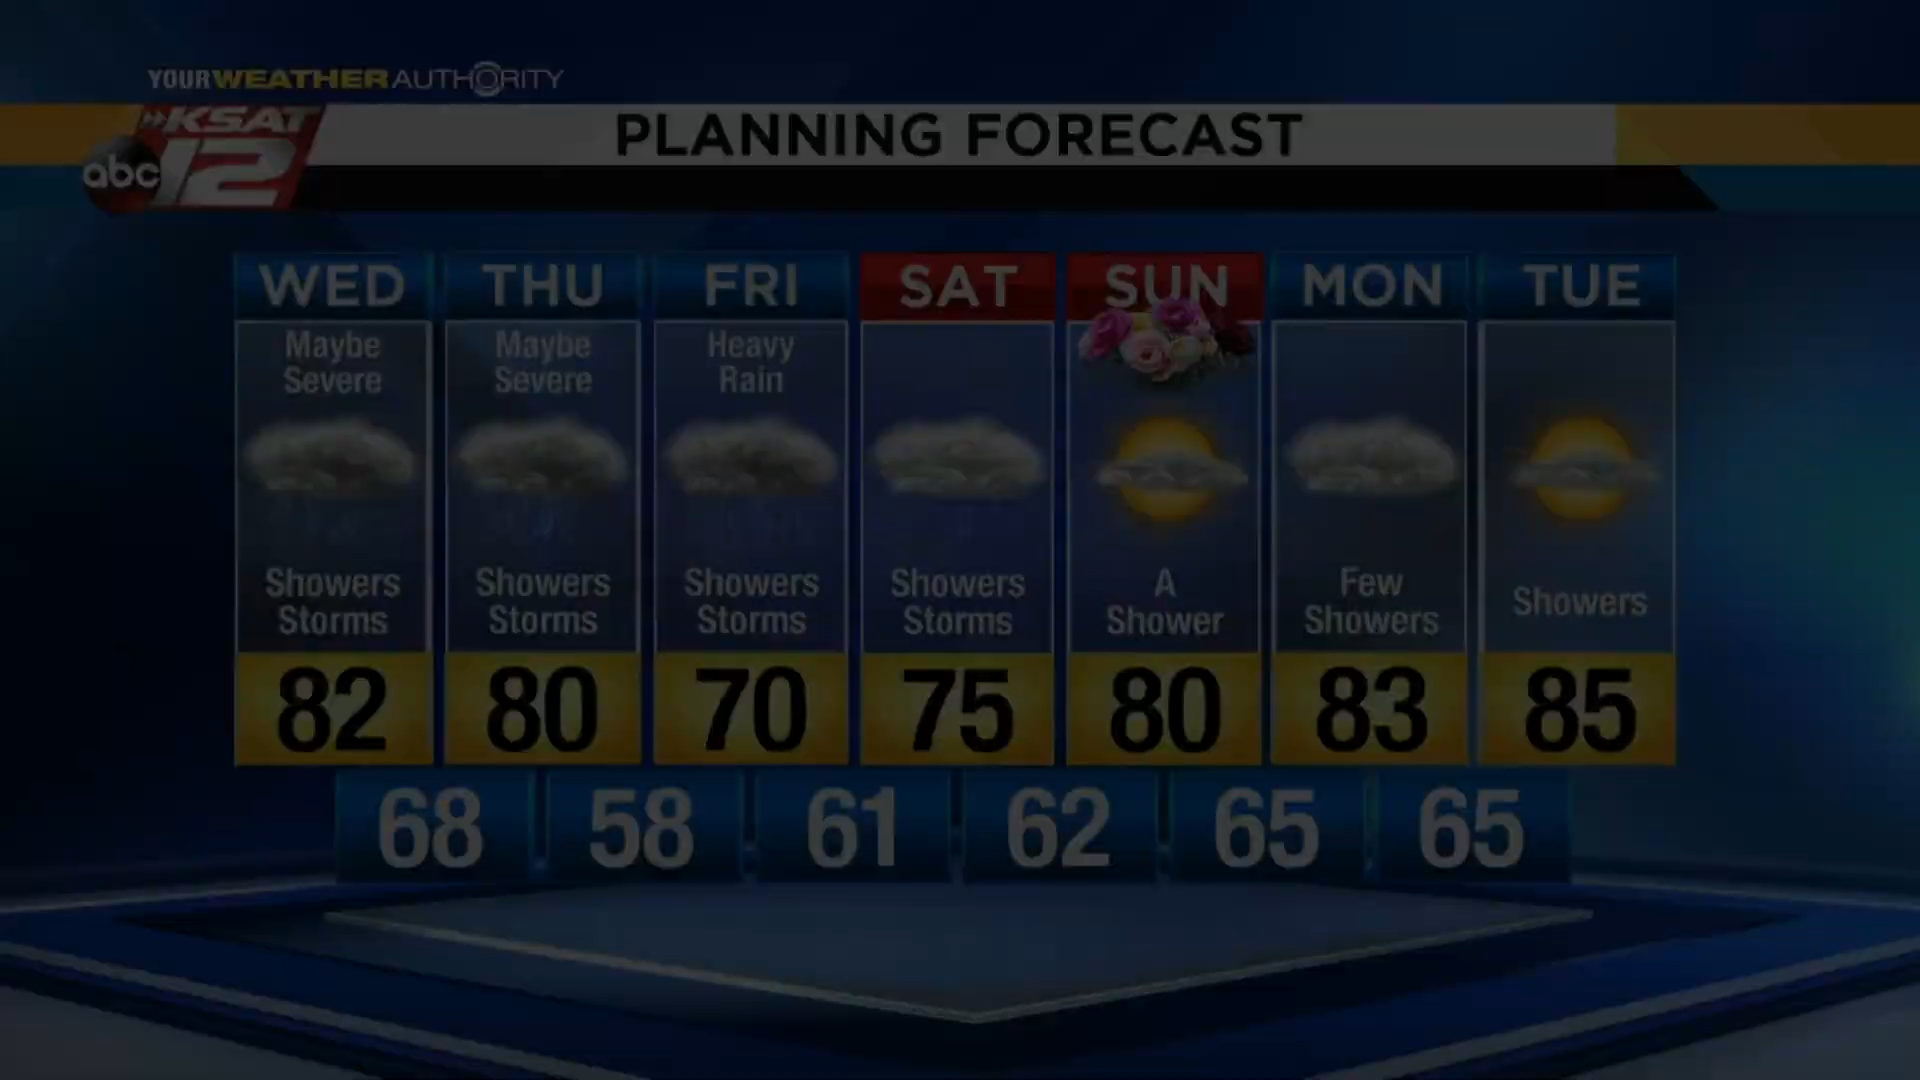 YOUR WEATHER AUTHORITY
KSAT
abc 12
PLANNING FORECAST
WED THU FRI SAT SUN MON TUE
Maybe Maybe Heavy
Severe Severe Rain
Showers Showers Showers Showers A Few Showers
Storms Storms Storms Storms Shower Showers
82 80 70 75 80 83 85
68 58 61 62 65 65